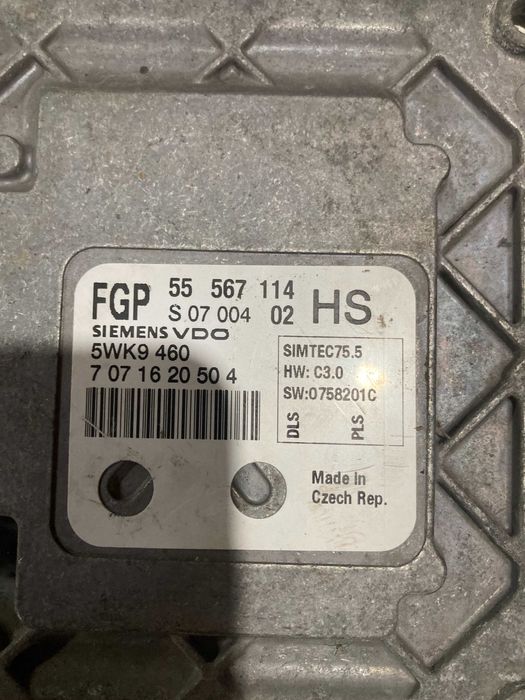 FGP 55 567 114 HS
S 07 004 02
SIEMENS VDO
5WK9 460
7 07 16 20 50 4
SIMTEC75.5
HW: C3.0
SW:0758201C
DLS PLS
Made In
Czech Rep.